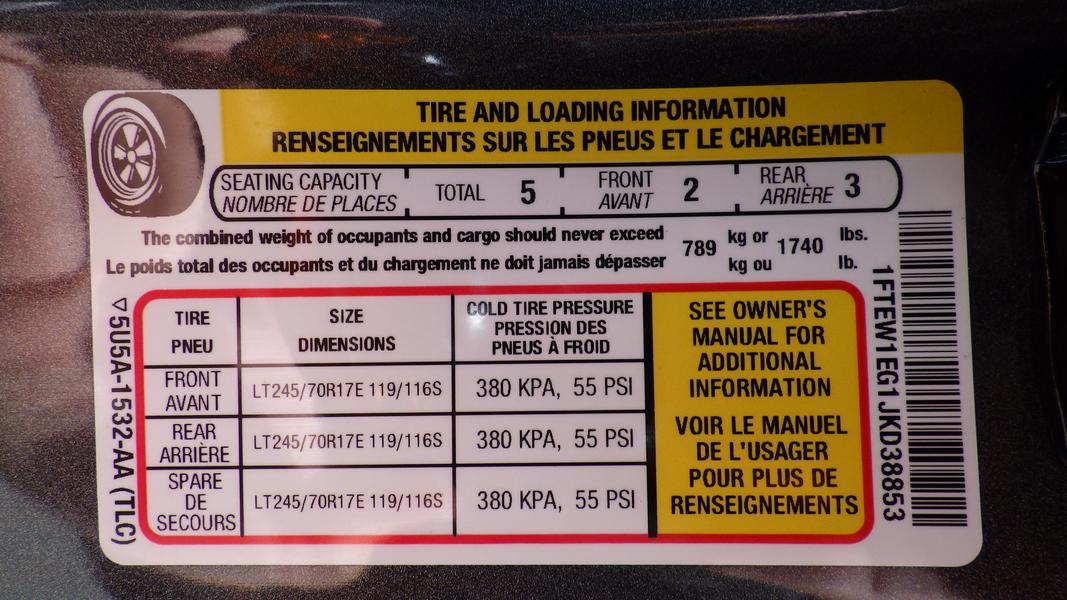 TIRE AND LOADING INFORMATION
RENSEIGNEMENTS SUR LES PNEUS ET LE CHARGEMENT
SEATING CAPACITY
NOMBRE DE PLACES
TOTAL 5
FRONT
AVANT
2
REAR
ARRIÈRE
3
The combined weight of occupants and cargo should never exceed
Le poids total des occupants et du chargement ne doit jamais dépasser
789
kg or
kg ou
1740
lbs.
lb.
TIRE
PNEU
SIZE
DIMENSIONS
COLD TIRE PRESSURE
PRESSION DES
PNEUS À FROID
FRONT
AVANT
LT245/70R17E 119/116S
380 KPA, 55 PSI
REAR
ARRIÈRE
LT245/70R17E 119/116S
380 KPA, 55 PSI
SPARE
DE
SECOURS
LT245/70R17E 119/116S
380 KPA, 55 PSI
SEE OWNER'S
MANUAL FOR
ADDITIONAL
INFORMATION
VOIR LE MANUEL
DE L'USAGER
POUR PLUS DE
RENSEIGNEMENTS
5U5A-1532-AA (TLC)
1FTEW1EG1JKD38853